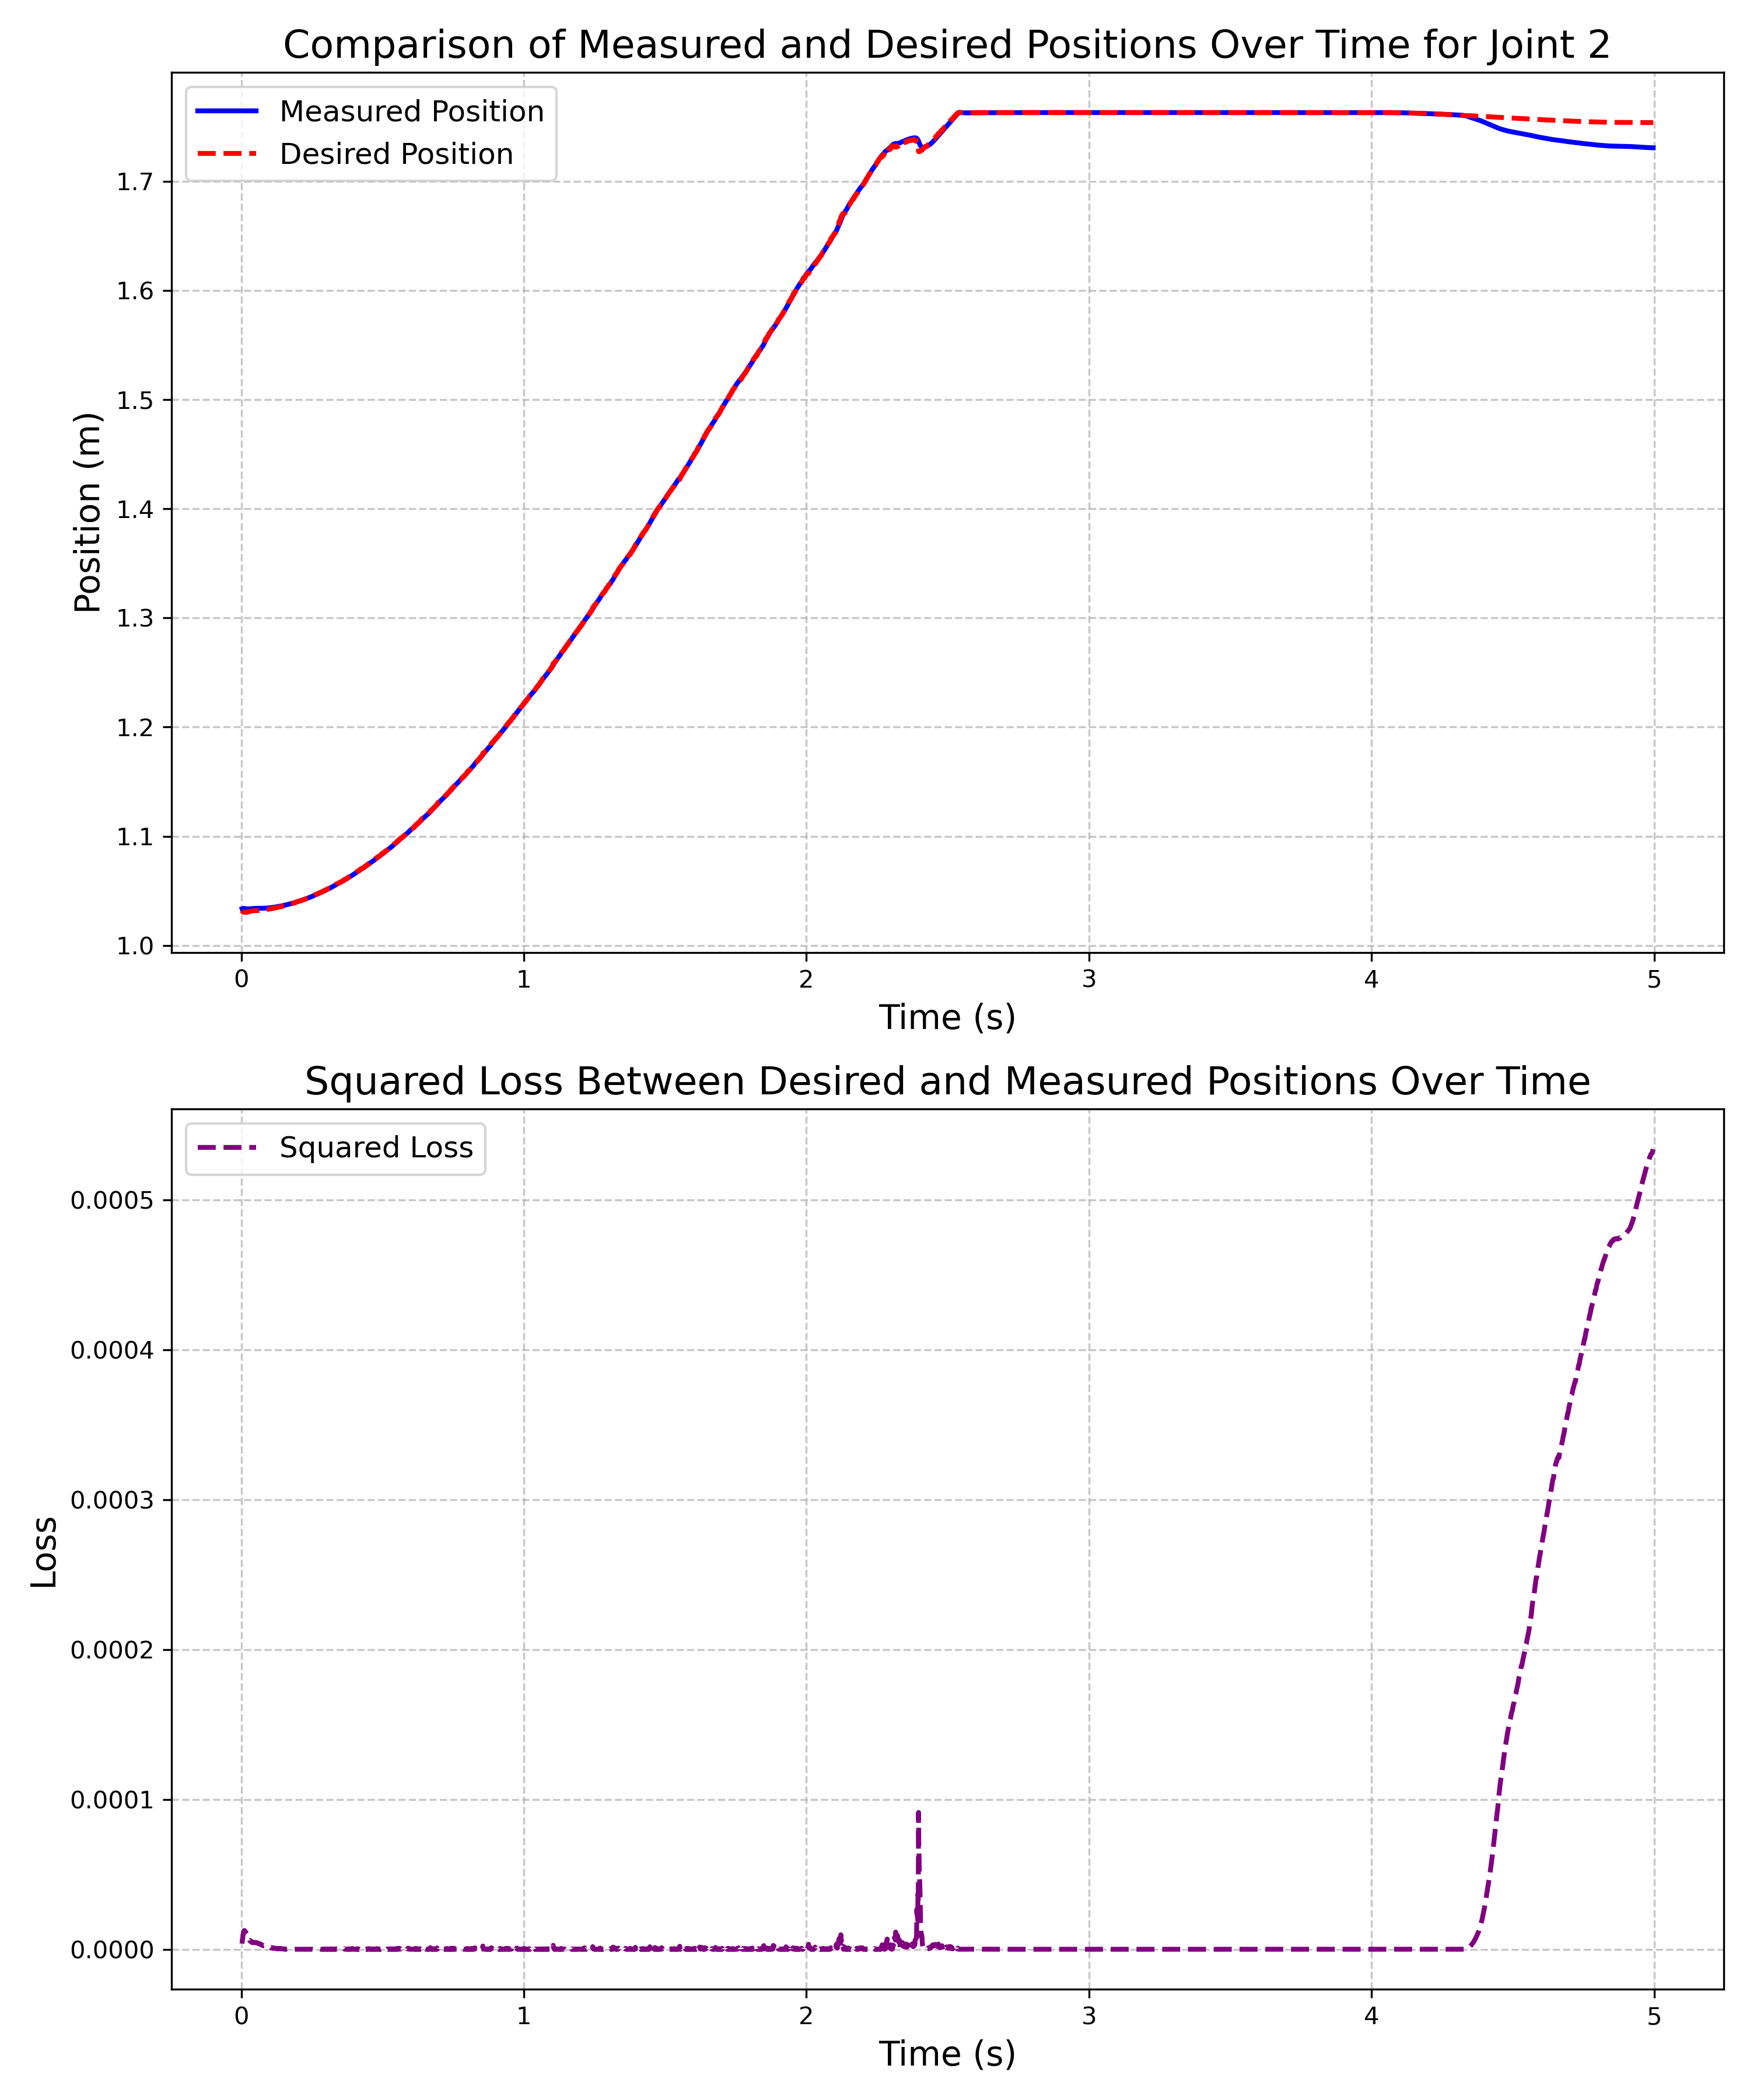 Comparison of Measured and Desired Positions Over Time for Joint 2
Measured Position
Desired Position
Position (m)
1.7
1.6
1.5
1.4
1.3
1.2
1.1
1.0
0 1 2 3 4 5
Time (s)
Squared Loss Between Desired and Measured Positions Over Time
Squared Loss
Loss
0.0005
0.0004
0.0003
0.0002
0.0001
0.0000
0 1 2 3 4 5
Time (s)